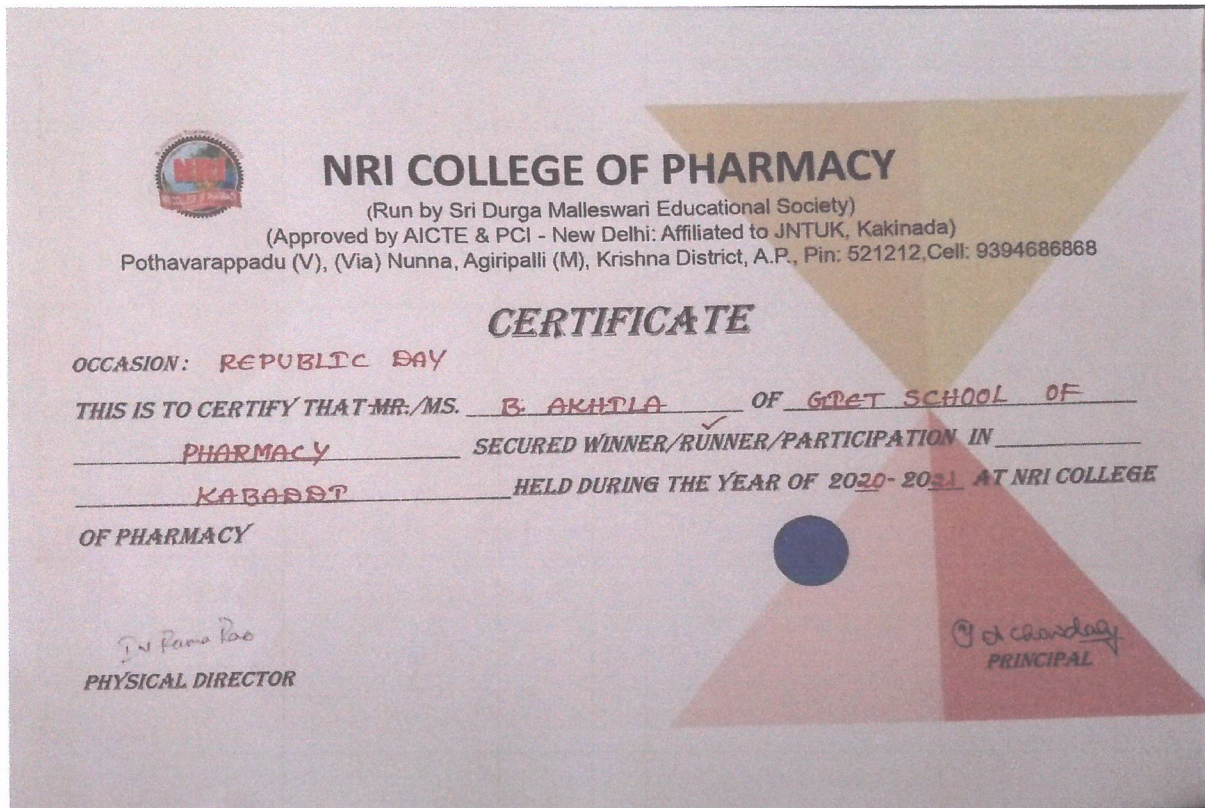 NRI
NRI COLLEGE OF PHARMACY
(Run by Sri Durga Malleswari Educational Society)
(Approved by AICTE & PCI - New Delhi: Affiliated to JNTUK, Kakinada)
Pothavarappadu (V), (Via) Nunna, Agiripalli (M), Krishna District, A.P., Pin: 521212,Cell: 9394686868
CERTIFICATE
OCCASION: REPUBLIC DAY
THIS IS TO CERTIFY THAT MR./MS. B. AKHILA OF GIET SCHOOL OF
PHARMACY SECURED WINNER/RUNNER/PARTICIPATION IN
KABADDI HELD DURING THE YEAR OF 2020-2021 AT NRI COLLEGE
OF PHARMACY
Rama Rao
PHYSICAL DIRECTOR
PRINCIPAL